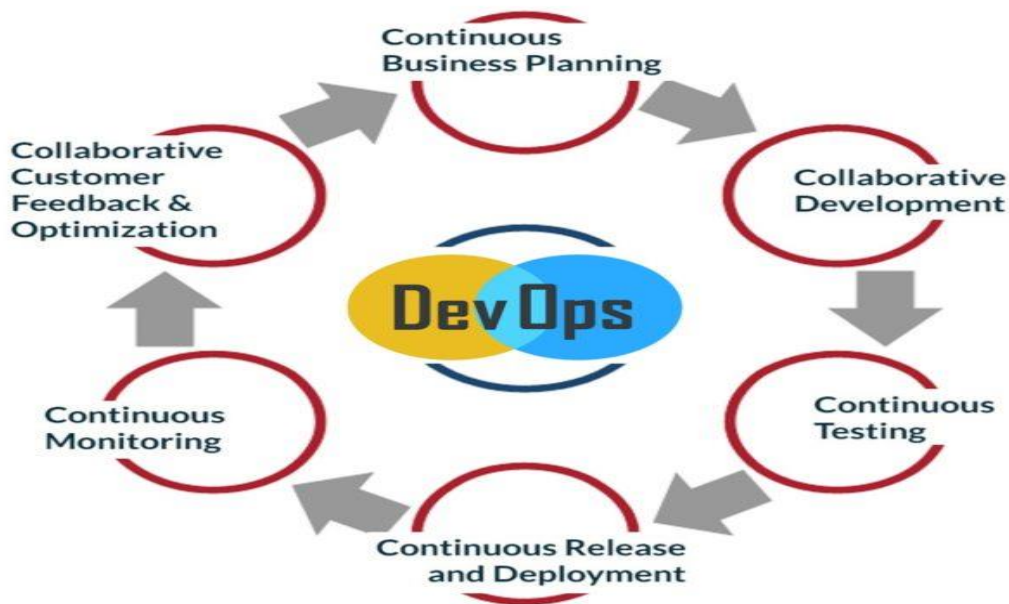 Continuous
Business Planning
Collaborative
Development
Continuous
Testing
Continuous Release
and Deployment
Continuous
Monitoring
Collaborative
Customer
Feedback &
Optimization
DevOps